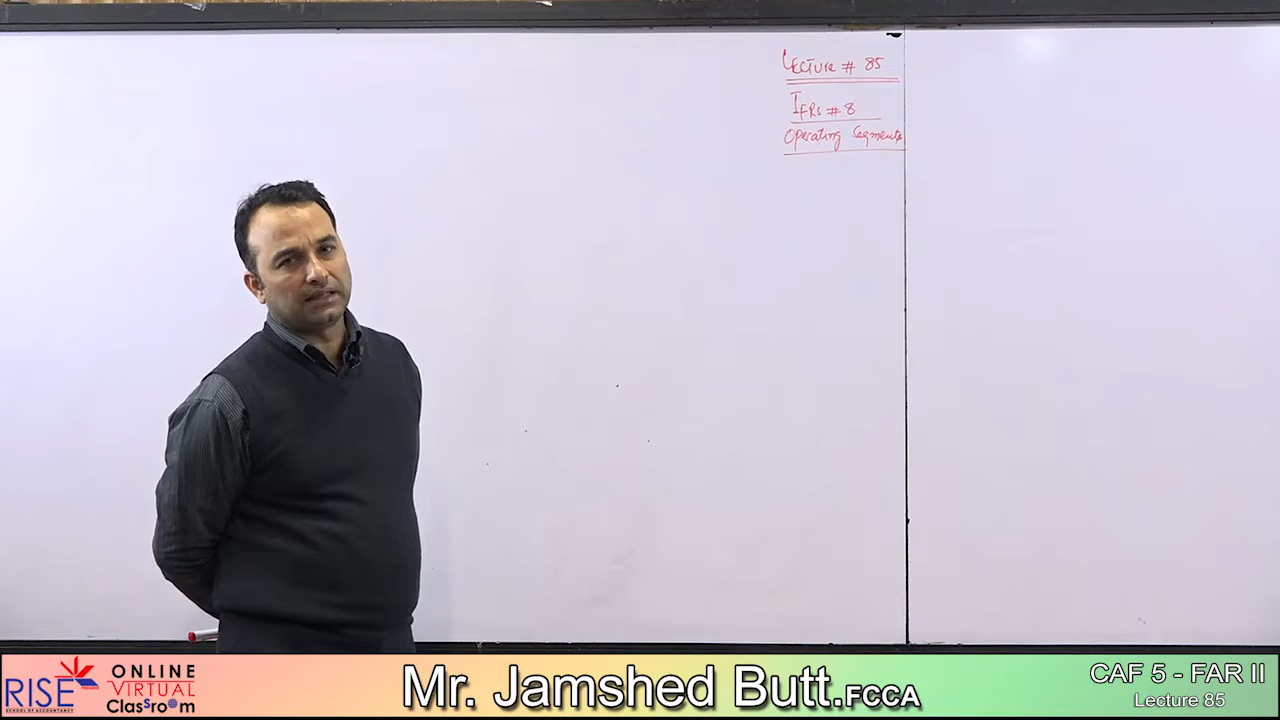 Lecture # 85
IFRS # 8
Operating Segments
RISE
PREMIER
SCHOOL OF ACCOUNTANCY
ONLINE
VIRTUAL
Classroom
Mr. Jamshed Butt.FCCA
CAF 5 - FAR II
Lecture 85